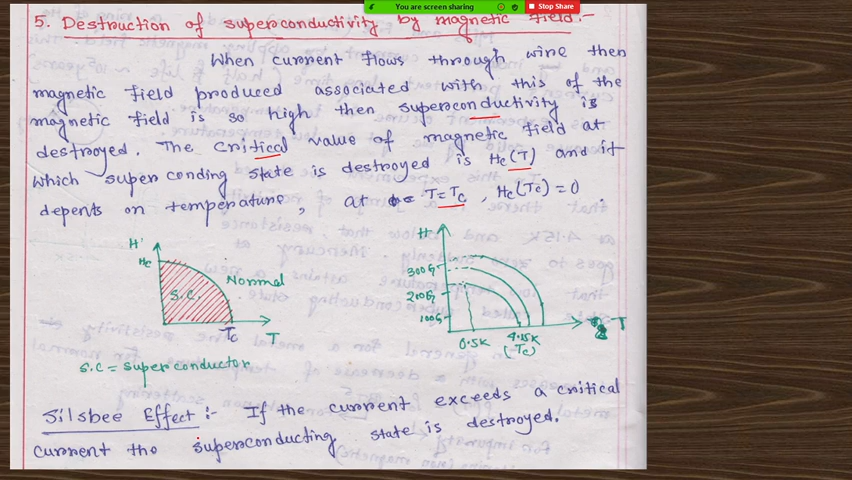 You are screen sharing
Stop Share
5. Destruction of superconductivity by magnetic field:-
When current flows through wire then
magnetic field produced associated with this of the
magnetic field is so high then superconductivity is
destroyed. The critical value of magnetic field at
which super conding state is destroyed is Hc(T) and it
depents on temperature, at T=Tc, Hc(Tc)=0.
H
Hc
Normal
S.C.
Tc
T
S.C = superconductor
H
300G
200G
100G
0.5K
4.15K
(Tc)
T
Silsbee Effect :- If the current exceeds a critical
current the superconducting state is destroyed.